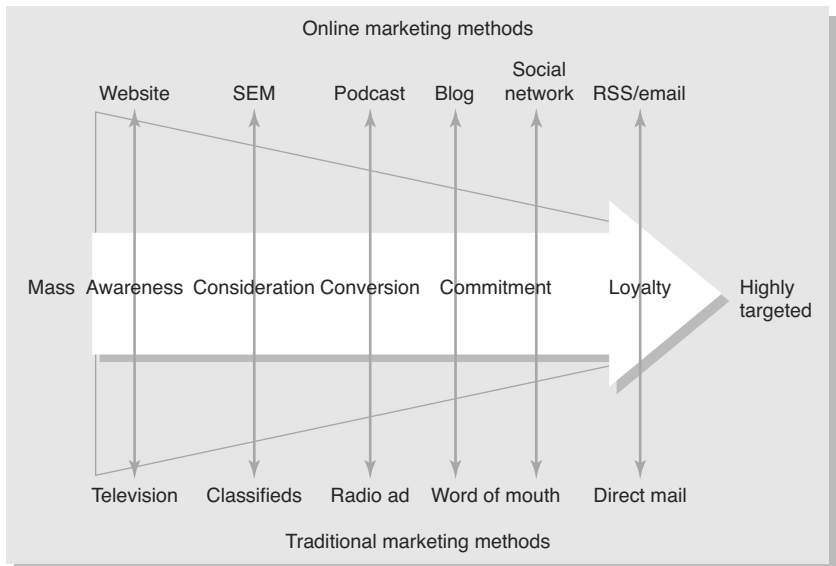 Online marketing methods
Social
Website SEM Podcast Blog network RSS/email
Mass Awareness Consideration Conversion Commitment Loyalty Highly
targeted
Television Classifieds Radio ad Word of mouth Direct mail
Traditional marketing methods